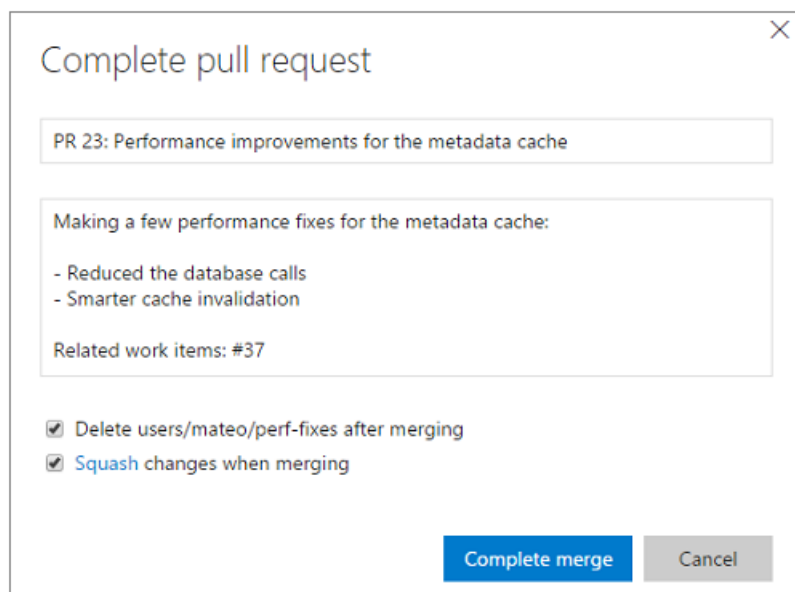 Complete pull request
PR 23: Performance improvements for the metadata cache
Making a few performance fixes for the metadata cache:
- Reduced the database calls
- Smarter cache invalidation
Related work items: #37
Delete users/mateo/perf-fixes after merging
Squash changes when merging
Complete merge
Cancel